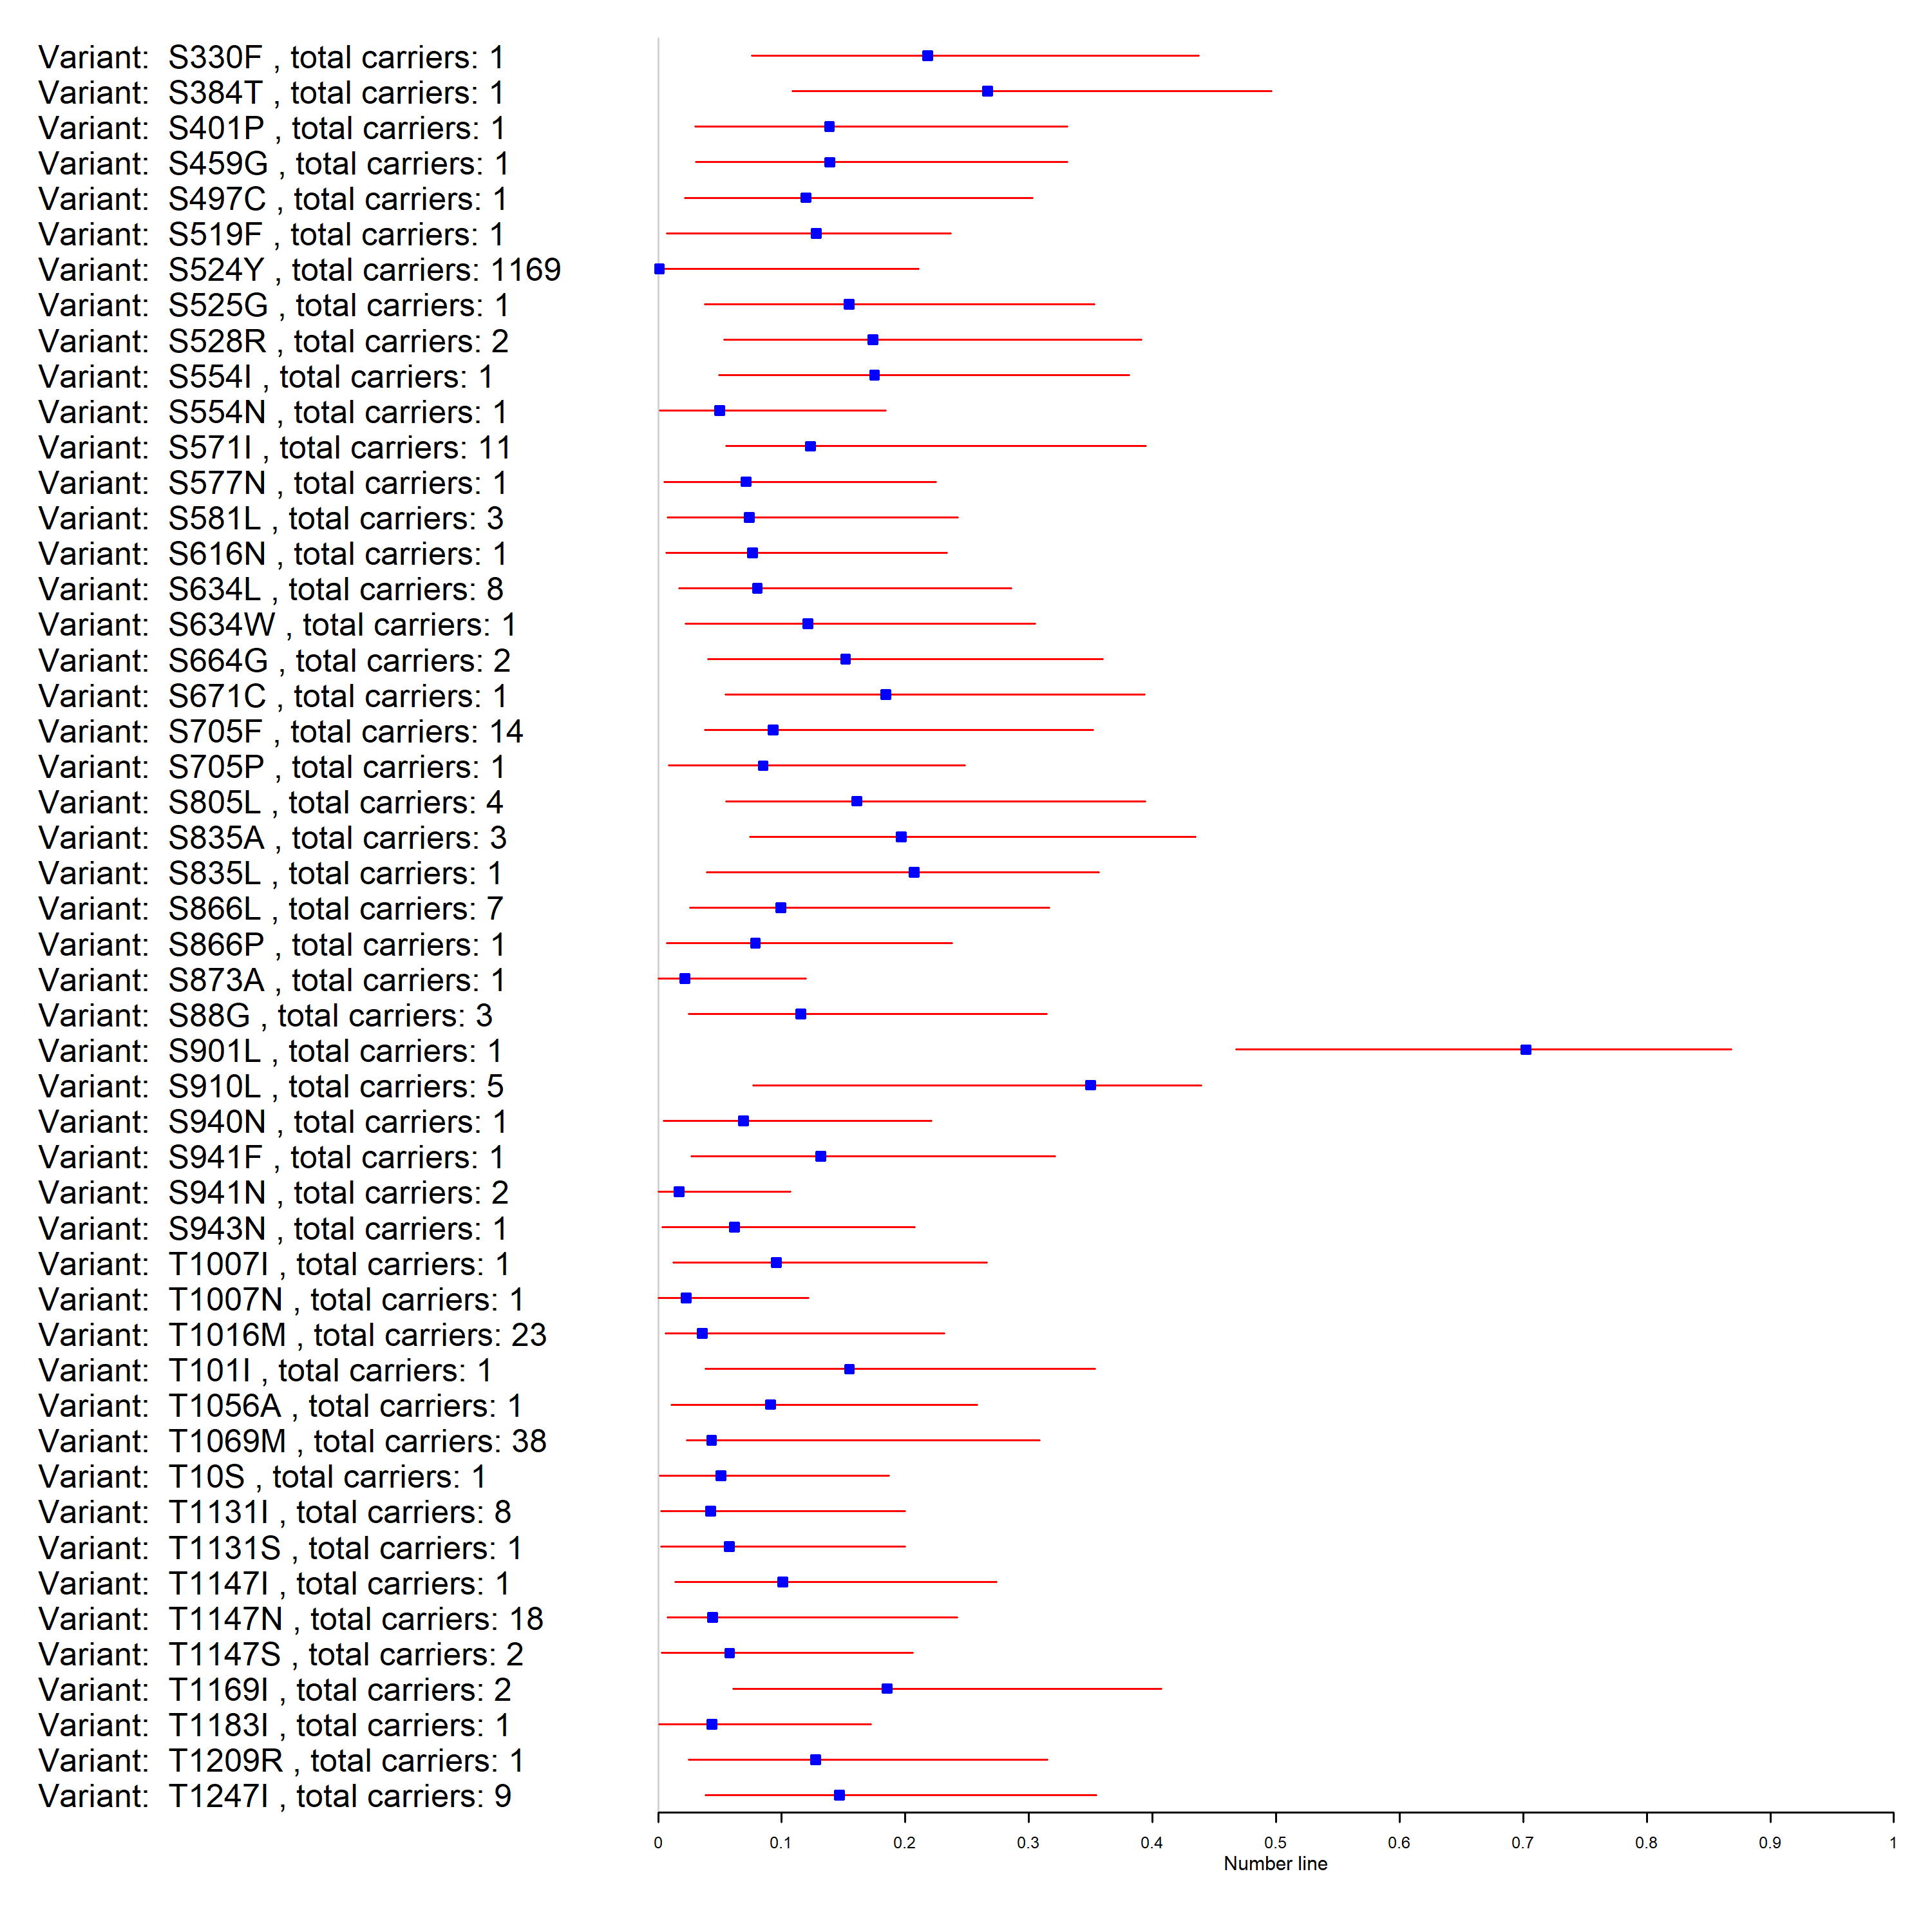 Variant:  S330F , total carriers: 1
Variant:  S384T , total carriers: 1
Variant:  S401P , total carriers: 1
Variant:  S459G , total carriers: 1
Variant:  S497C , total carriers: 1
Variant:  S519F , total carriers: 1
Variant:  S524Y , total carriers: 1169
Variant:  S525G , total carriers: 1
Variant:  S528R , total carriers: 2
Variant:  S554I , total carriers: 1
Variant:  S554N , total carriers: 1
Variant:  S571I , total carriers: 11
Variant:  S577N , total carriers: 1
Variant:  S581L , total carriers: 3
Variant:  S616N , total carriers: 1
Variant:  S634L , total carriers: 8
Variant:  S634W , total carriers: 1
Variant:  S664G , total carriers: 2
Variant:  S671C , total carriers: 1
Variant:  S705F , total carriers: 14
Variant:  S705P , total carriers: 1
Variant:  S805L , total carriers: 4
Variant:  S835A , total carriers: 3
Variant:  S835L , total carriers: 1
Variant:  S866L , total carriers: 7
Variant:  S866P , total carriers: 1
Variant:  S873A , total carriers: 1
Variant:  S88G , total carriers: 3
Variant:  S901L , total carriers: 1
Variant:  S910L , total carriers: 5
Variant:  S940N , total carriers: 1
Variant:  S941F , total carriers: 1
Variant:  S941N , total carriers: 2
Variant:  S943N , total carriers: 1
Variant:  T1007I , total carriers: 1
Variant:  T1007N , total carriers: 1
Variant:  T1016M , total carriers: 23
Variant:  T101I , total carriers: 1
Variant:  T1056A , total carriers: 1
Variant:  T1069M , total carriers: 38
Variant:  T10S , total carriers: 1
Variant:  T1131I , total carriers: 8
Variant:  T1131S , total carriers: 1
Variant:  T1147I , total carriers: 1
Variant:  T1147N , total carriers: 18
Variant:  T1147S , total carriers: 2
Variant:  T1169I , total carriers: 2
Variant:  T1183I , total carriers: 1
Variant:  T1209R , total carriers: 1
Variant:  T1247I , total carriers: 9
0 0.1 0.2 0.3 0.4 0.5 0.6 0.7 0.8 0.9 1
Number line